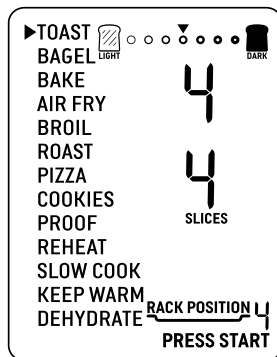 TOAST
LIGHT
DARK
BAGEL
4
BAKE
AIR FRY
BROIL
ROAST
4
PIZZA
COOKIES
SLICES
PROOF
REHEAT
SLOW COOK
KEEP WARM
RACK POSITION 4
DEHYDRATE
PRESS START